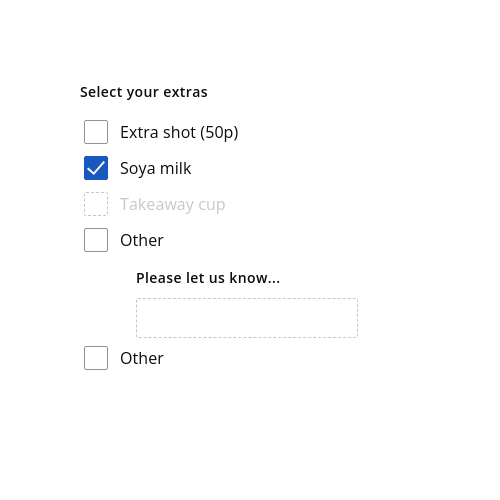 Select your extras
Extra shot (50p)
Soya milk
Takeaway cup
Other
Please let us know...
Other